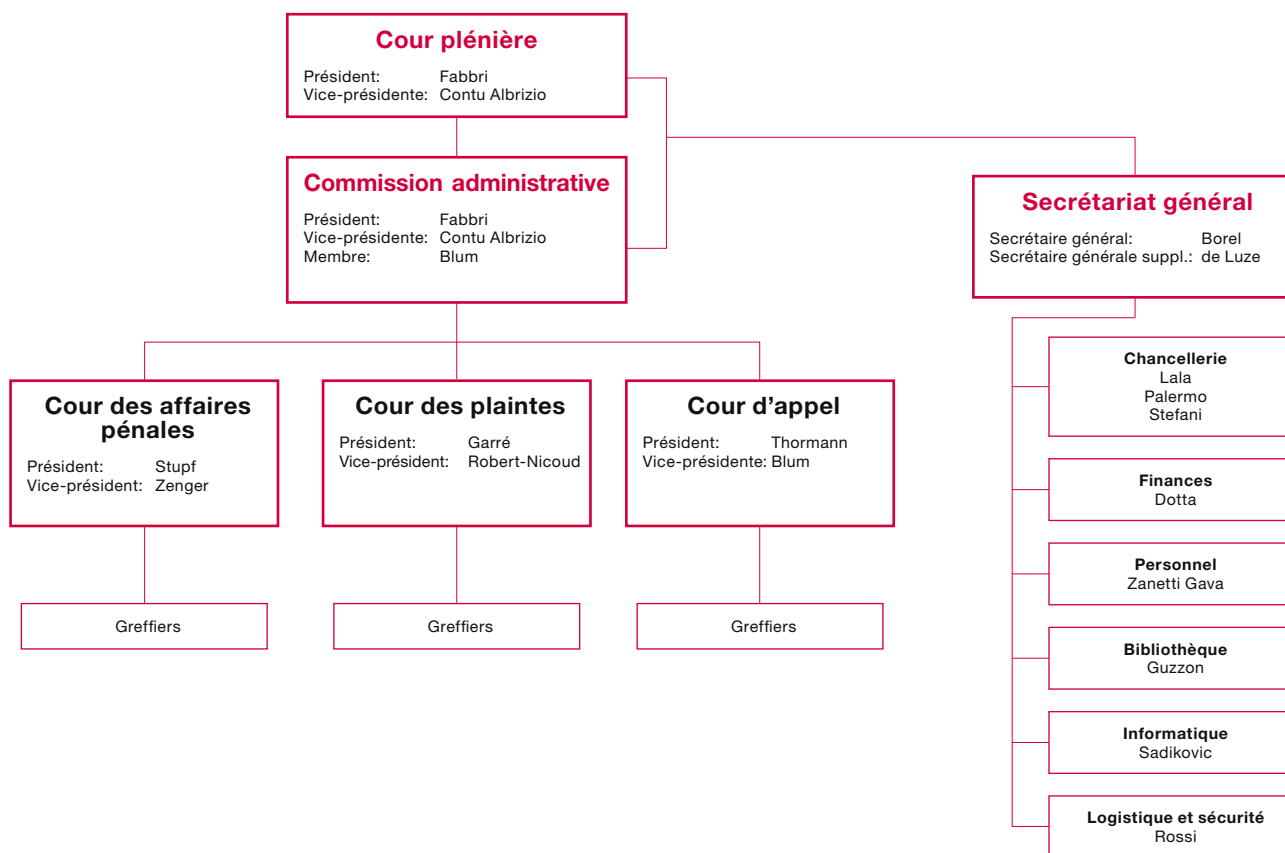 Cour plénière
Président: Fabbri
Vice-présidente: Contu Albrizio
Commission administrative
Président: Fabbri
Vice-présidente: Contu Albrizio
Membre: Blum
Secrétariat général
Secrétaire général: Borel
Secrétaire générale suppl.: de Luze
Cour des affaires
pénales
Président: Stupf
Vice-président: Zenger
Cour des plaintes
Président: Garré
Vice-président: Robert-Nicoud
Cour d’appel
Président: Thormann
Vice-présidente: Blum
Greffiers
Greffiers
Greffiers
Chancellerie
Lala
Palermo
Stefani
Finances
Dotta
Personnel
Zanetti Gava
Bibliothèque
Guzzon
Informatique
Sadikovic
Logistique et sécurité
Rossi